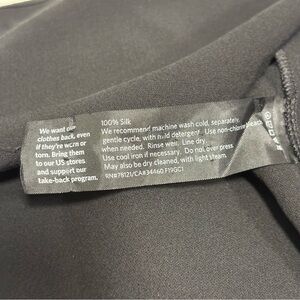 We want our
clothes back, even
if they're worn or
torn. Bring them
to our US stores
and support our
take-back program.
100% Silk
We recommend machine wash cold, separately,
gentle cycle, with mild detergent. Use non-chlorine bleach
when needed. Rinse well. Line dry.
Use cool iron if necessary. Do not over press.
May also be dry cleaned, with light steam.
RN#78121/CA#34460 F19GC1